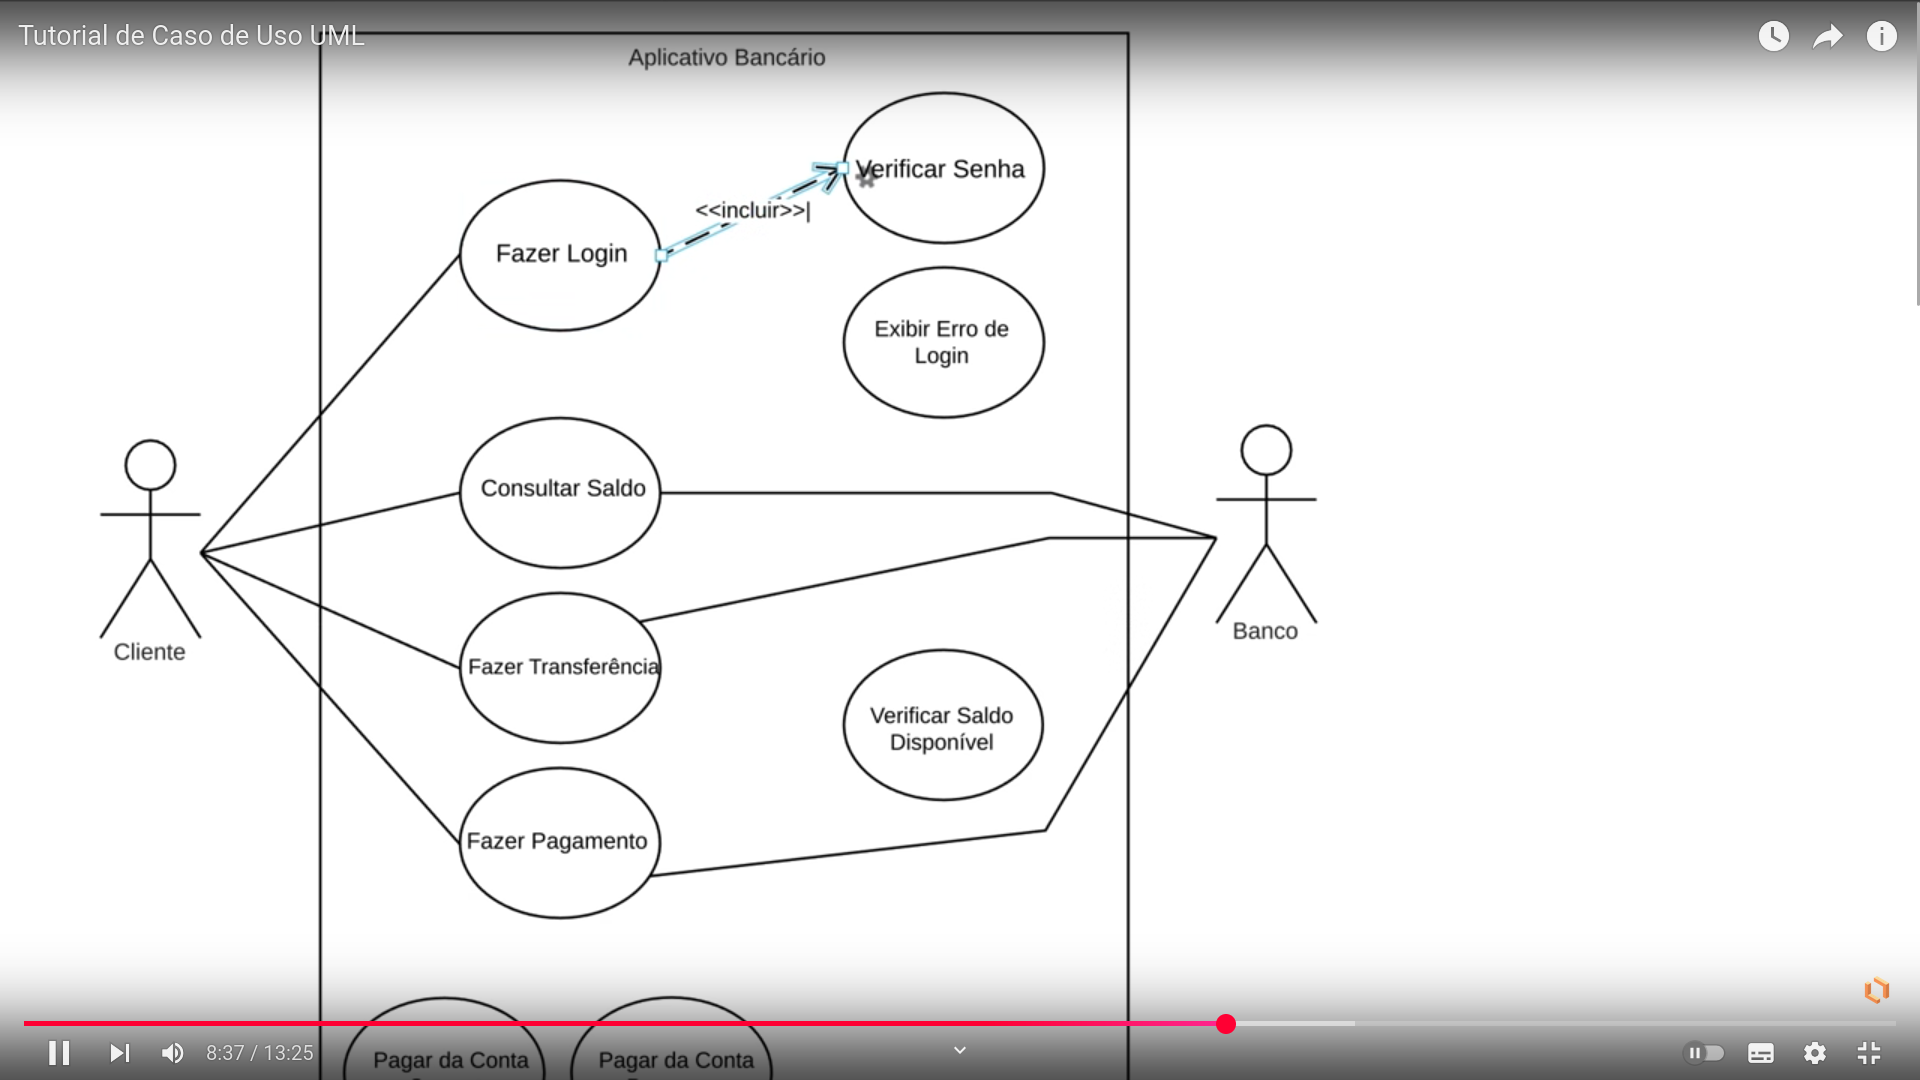 Tutorial de Caso de Uso UML
Aplicativo Bancário
Verificar Senha
<<incluir>>
Fazer Login
Exibir Erro de
Login
Consultar Saldo
Cliente
Banco
Fazer Transferência
Verificar Saldo
Disponível
Fazer Pagamento
Pagar da Conta
Pagar da Conta
8:37 / 13:25